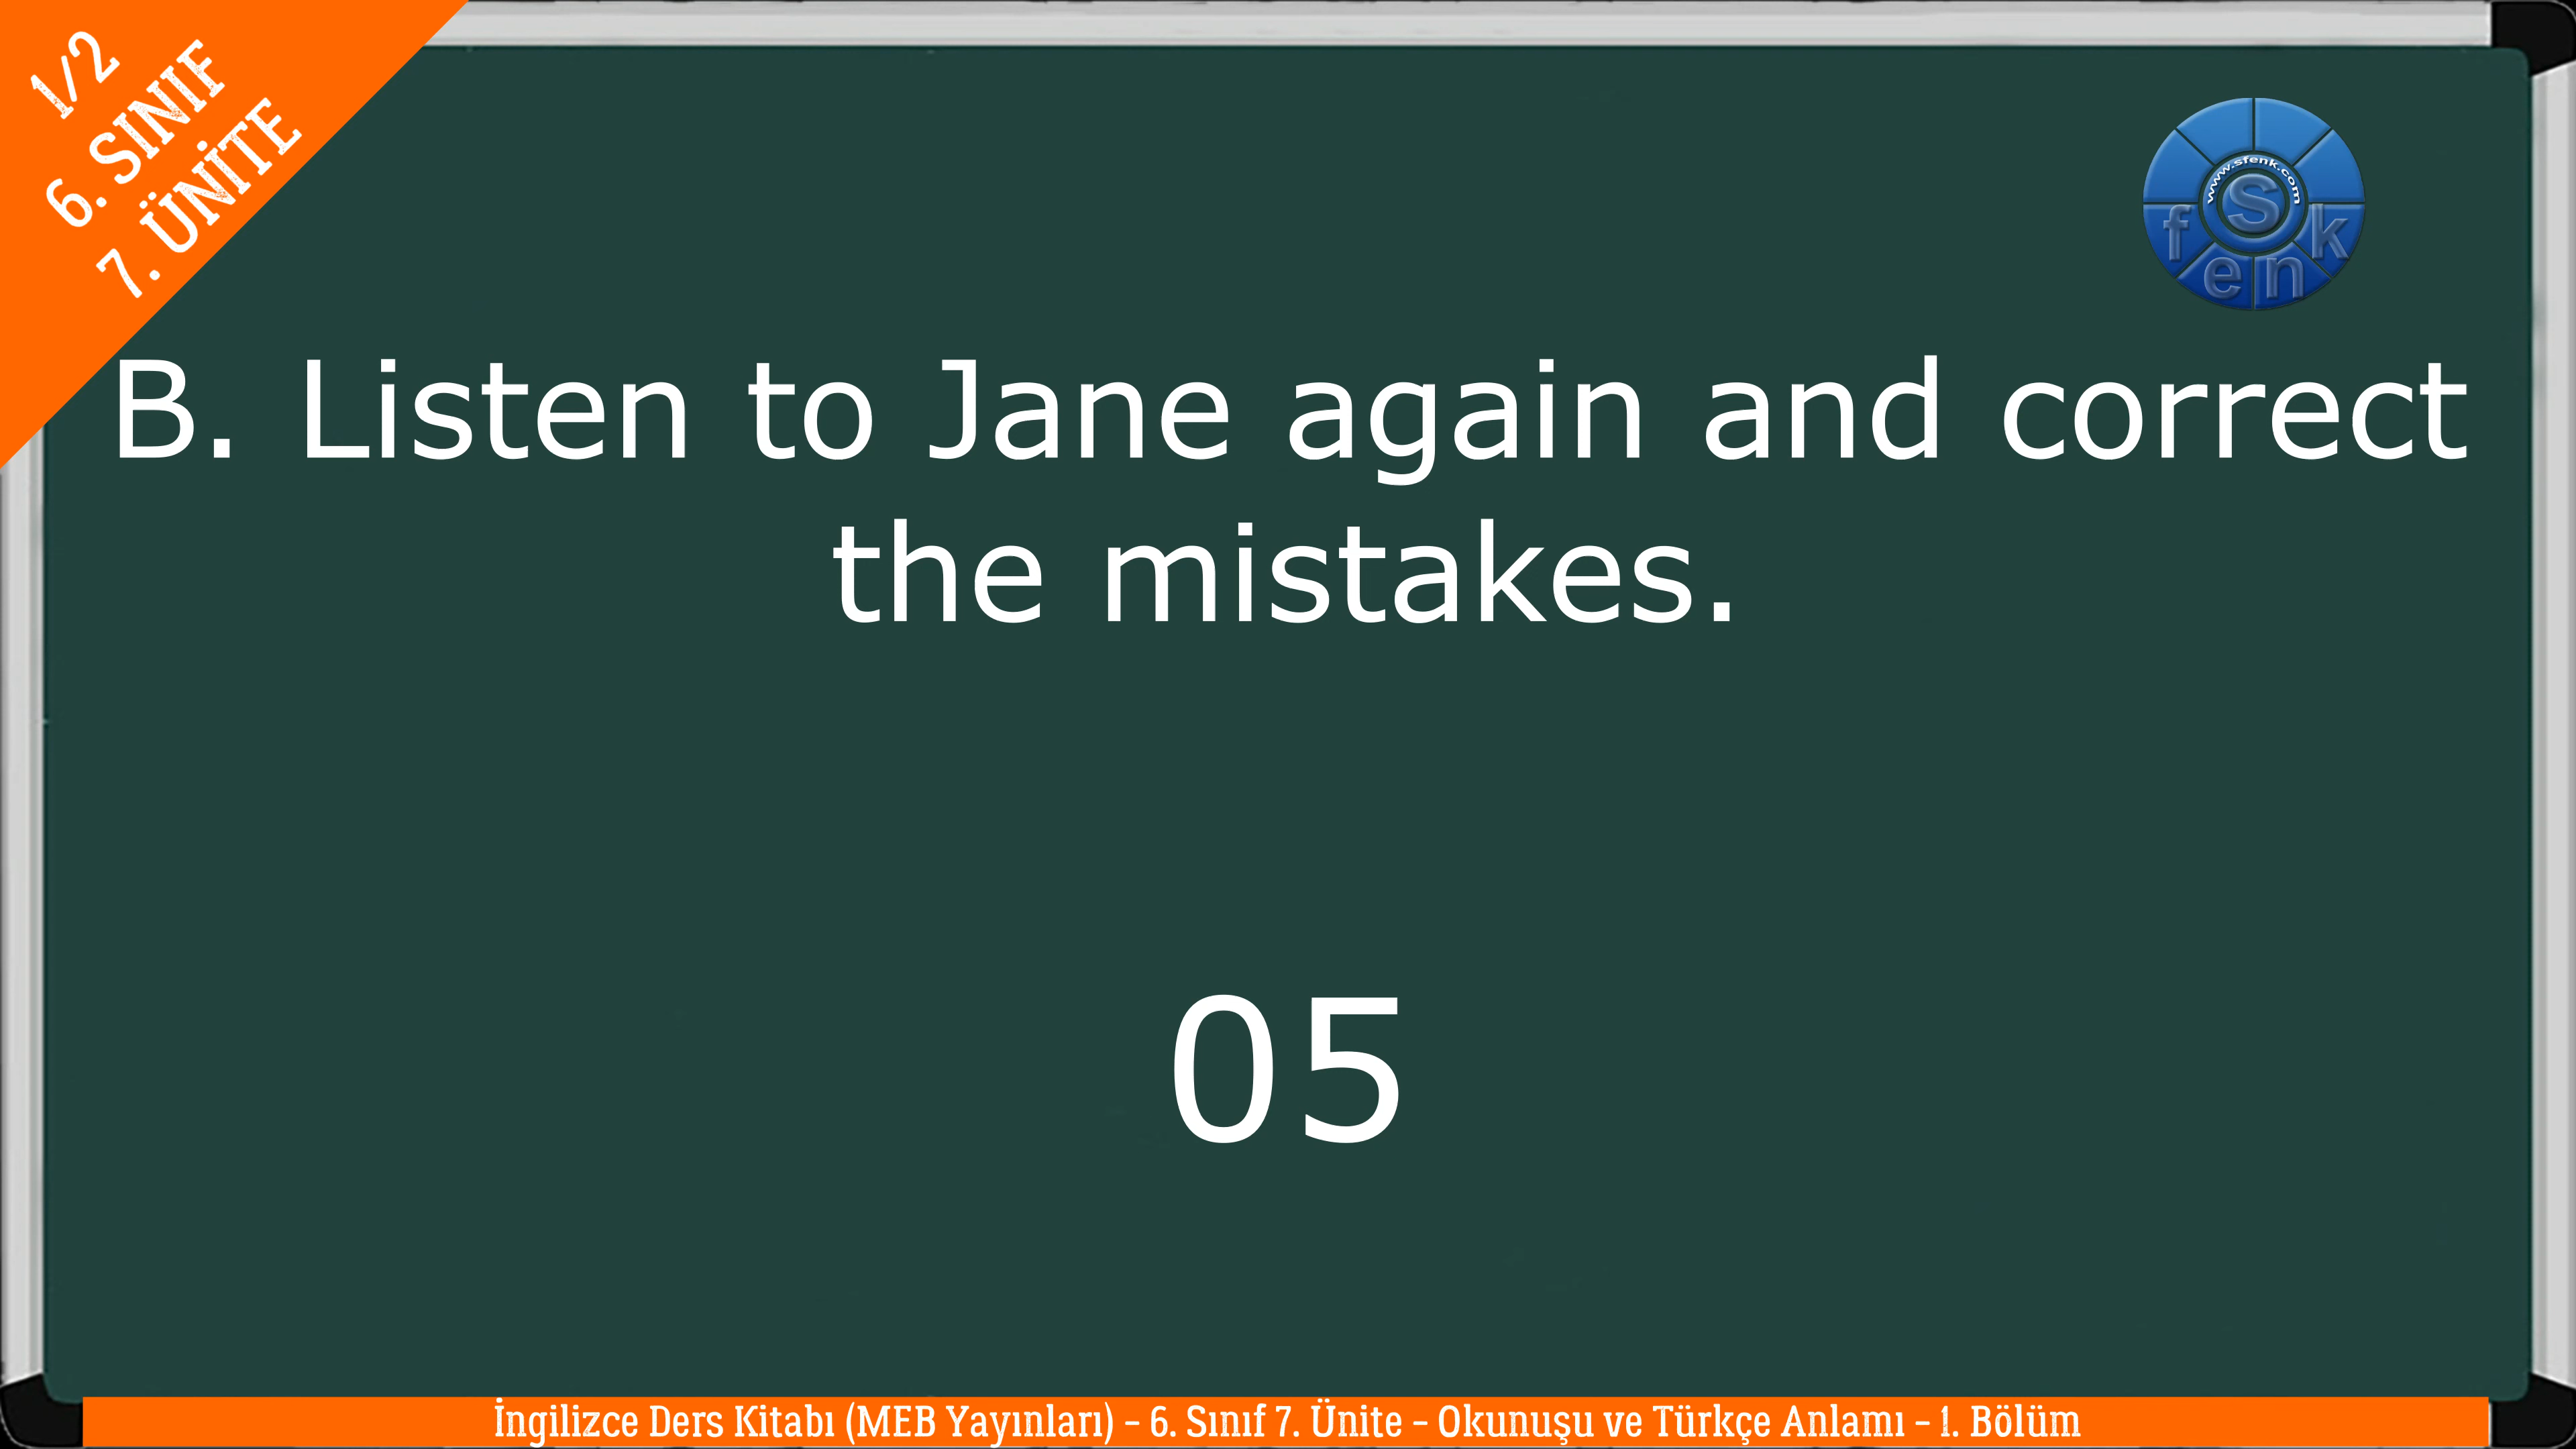 1/2
6. SINIF
7. ÜNİTE
www.sfenk.com
S
f e n k
B. Listen to Jane again and correct
the mistakes.
05
İngilizce Ders Kitabı (MEB Yayınları) – 6. Sınıf 7. Ünite – Okunuşu ve Türkçe Anlamı – 1. Bölüm